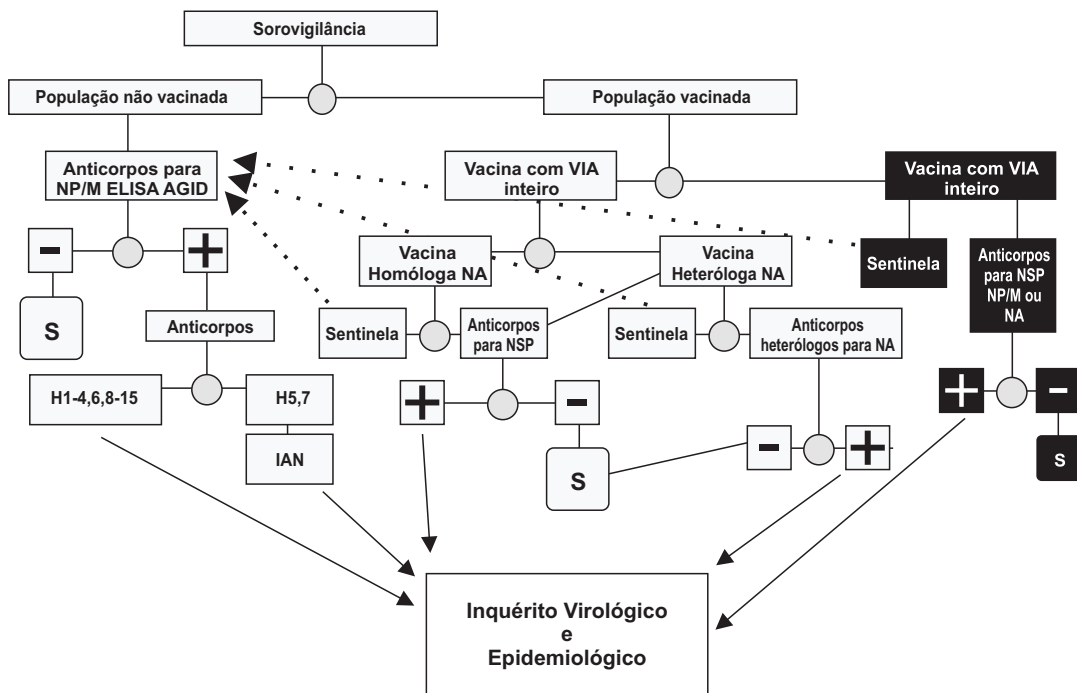 Sorovigilância
População não vacinada
População vacinada
Anticorpos para
NP/M ELISA AGID
Vacina com VIA
inteiro
Vacina com VIA
inteiro
-
+
Vacina
Homóloga NA
Vacina
Heteróloga NA
Sentinela
Anticorpos
para NSP
NP/M ou
NA
S
Anticorpos
Sentinela
Anticorpos
para NSP
Sentinela
Anticorpos
heterólogos para NA
H1-4,6,8-15
H5,7
IAN
+
-
S
-
+
+
-
S
Inquérito Virológico
e
Epidemiológico